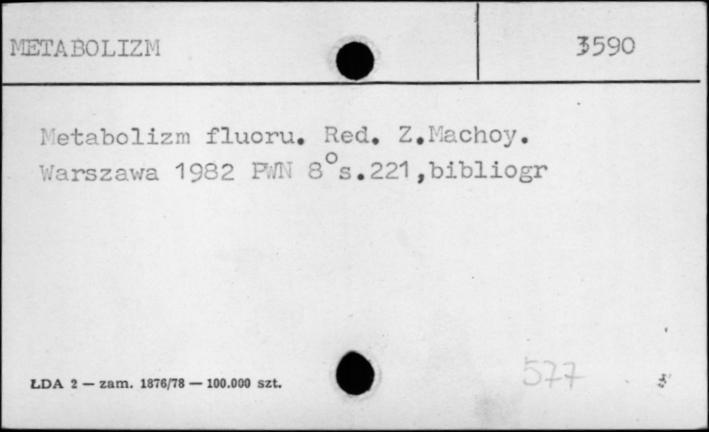 METABOLIZM
3590
Metabolizm fluoru. Red. Z.Machoy.
Warszawa 1982 PWN 8°s.221,bibliogr
577
ŁDA 2 — zam. 1876/78 — 100.000 szt.